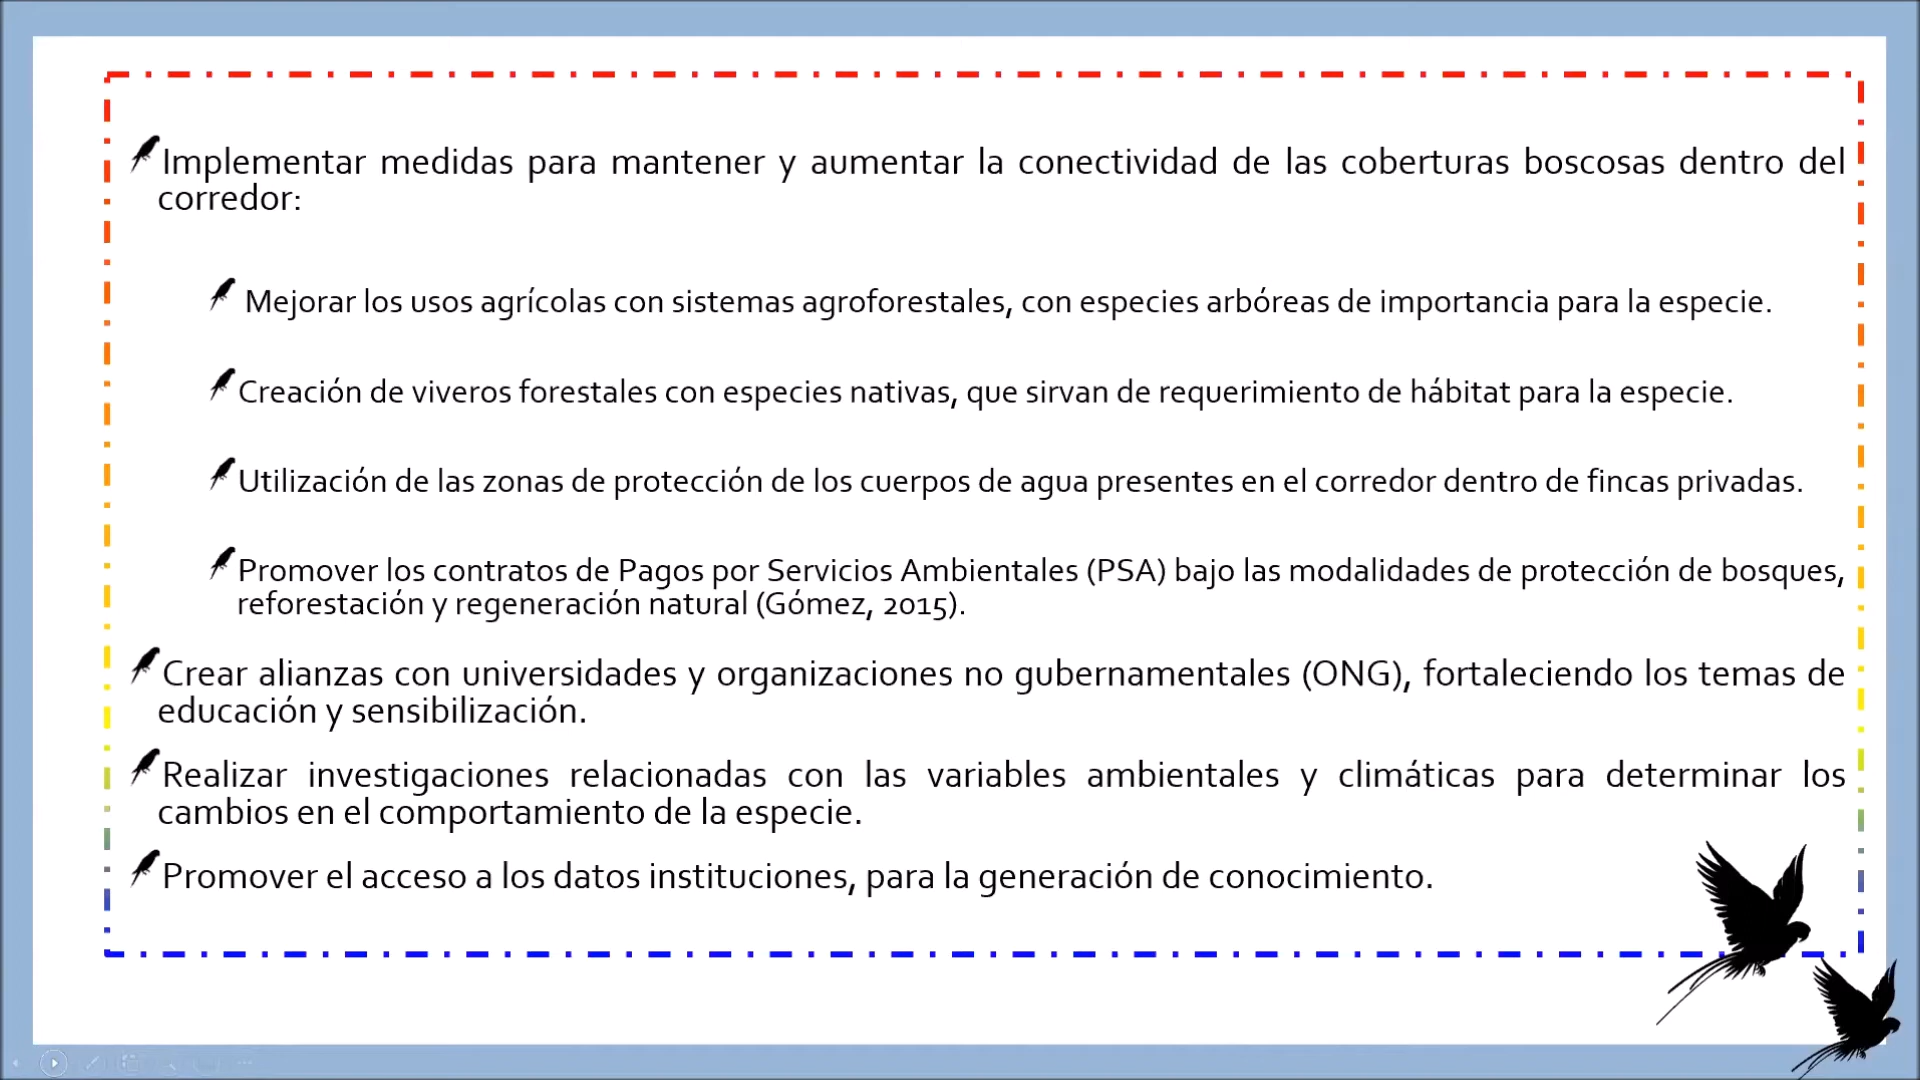 Implementar medidas para mantener y aumentar la conectividad de las coberturas boscosas dentro del
corredor:
Mejorar los usos agrícolas con sistemas agroforestales, con especies arbóreas de importancia para la especie.
Creación de viveros forestales con especies nativas, que sirvan de requerimiento de hábitat para la especie.
Utilización de las zonas de protección de los cuerpos de agua presentes en el corredor dentro de fincas privadas.
Promover los contratos de Pagos por Servicios Ambientales (PSA) bajo las modalidades de protección de bosques,
reforestación y regeneración natural (Gómez, 2015).
Crear alianzas con universidades y organizaciones no gubernamentales (ONG), fortaleciendo los temas de
educación y sensibilización.
Realizar investigaciones relacionadas con las variables ambientales y climáticas para determinar los
cambios en el comportamiento de la especie.
Promover el acceso a los datos instituciones, para la generación de conocimiento.